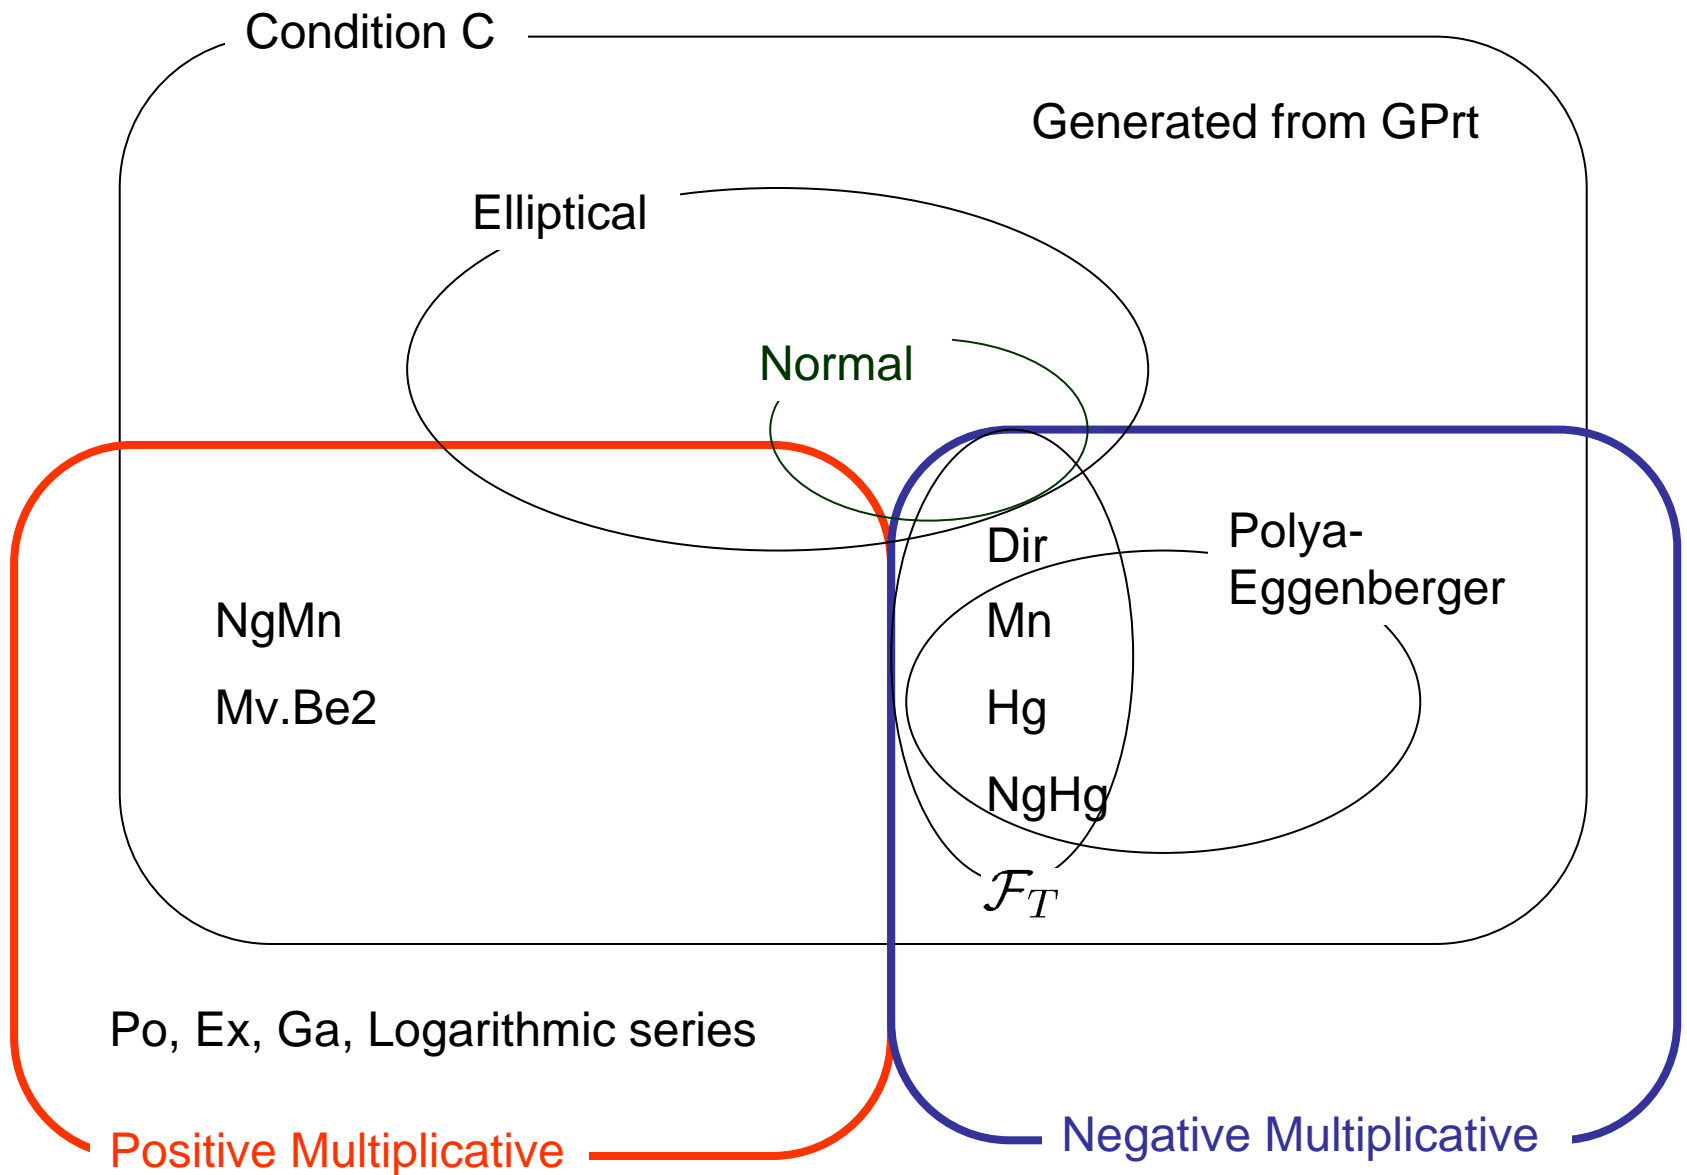 Condition C
Generated from GPrt
Elliptical
Normal
Dir
Polya-
Eggenberger
NgMn
Mn
Mv.Be2
Hg
NgHg
𝓕_T
Po, Ex, Ga, Logarithmic series
Positive Multiplicative
Negative Multiplicative